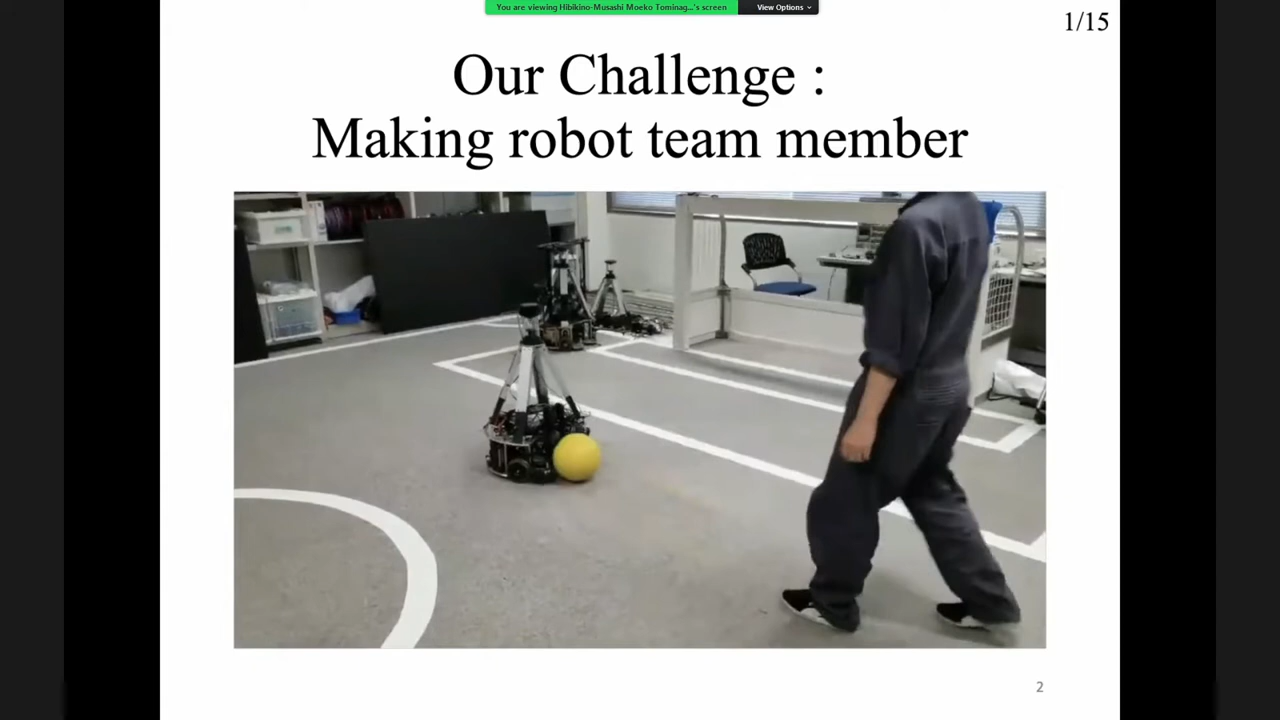 You are viewing Hibikino-Musashi Moeko Tominag...'s screen
View Options
1/15
Our Challenge :
Making robot team member
2